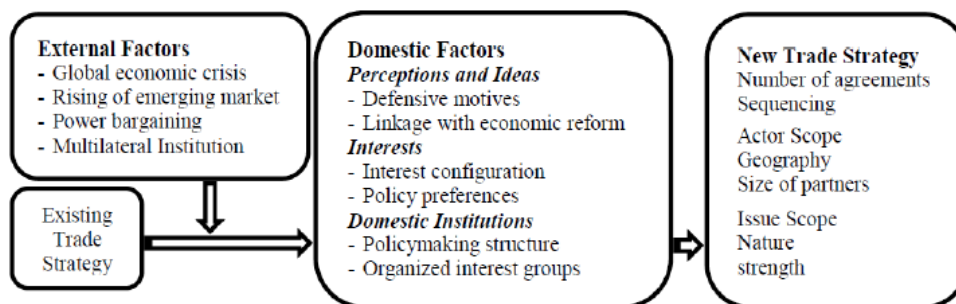 External Factors
- Global economic crisis
- Rising of emerging market
- Power bargaining
- Multilateral Institution
Existing
Trade
Strategy
Domestic Factors
Perceptions and Ideas
- Defensive motives
- Linkage with economic reform
Interests
- Interest configuration
- Policy preferences
Domestic Institutions
- Policymaking structure
- Organized interest groups
New Trade Strategy
Number of agreements
Sequencing
Actor Scope
Geography
Size of partners
Issue Scope
Nature
strength